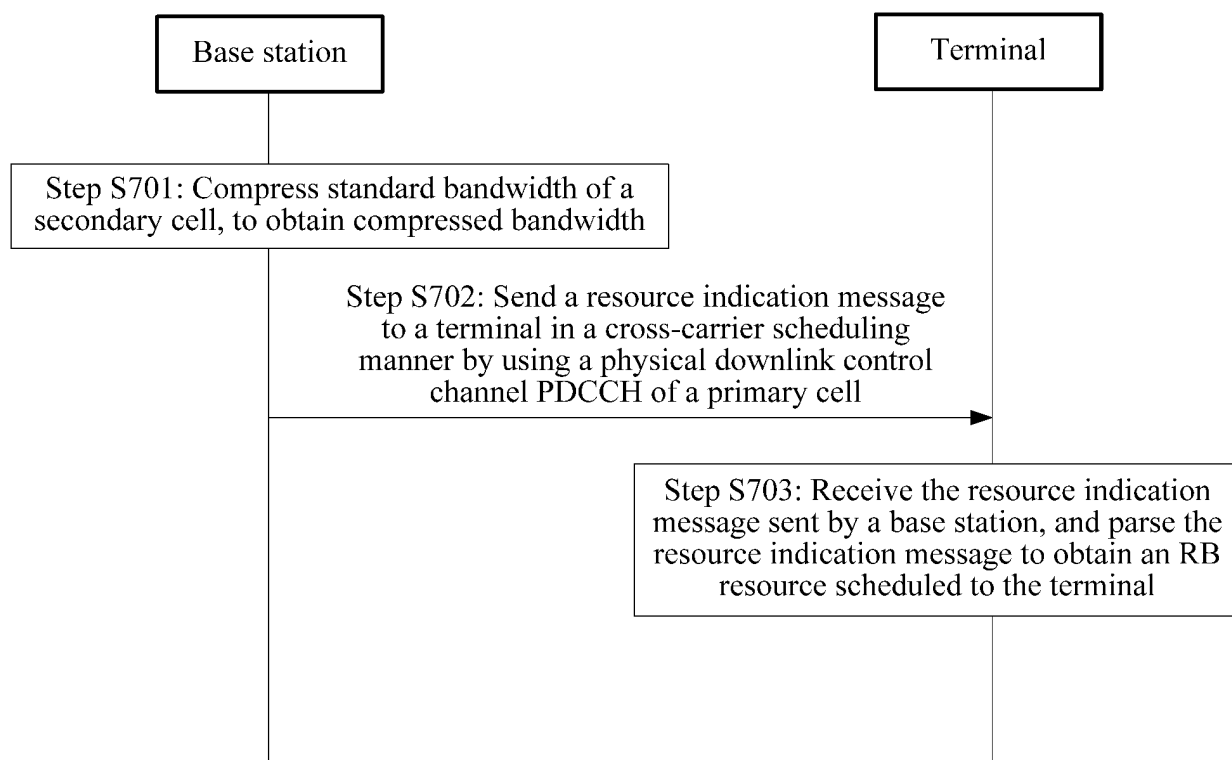 Base station
Terminal
Step S701: Compress standard bandwidth of a
secondary cell, to obtain compressed bandwidth
Step S702: Send a resource indication message
to a terminal in a cross-carrier scheduling
manner by using a physical downlink control
channel PDCCH of a primary cell
Step S703: Receive the resource indication
message sent by a base station, and parse the
resource indication message to obtain an RB
resource scheduled to the terminal